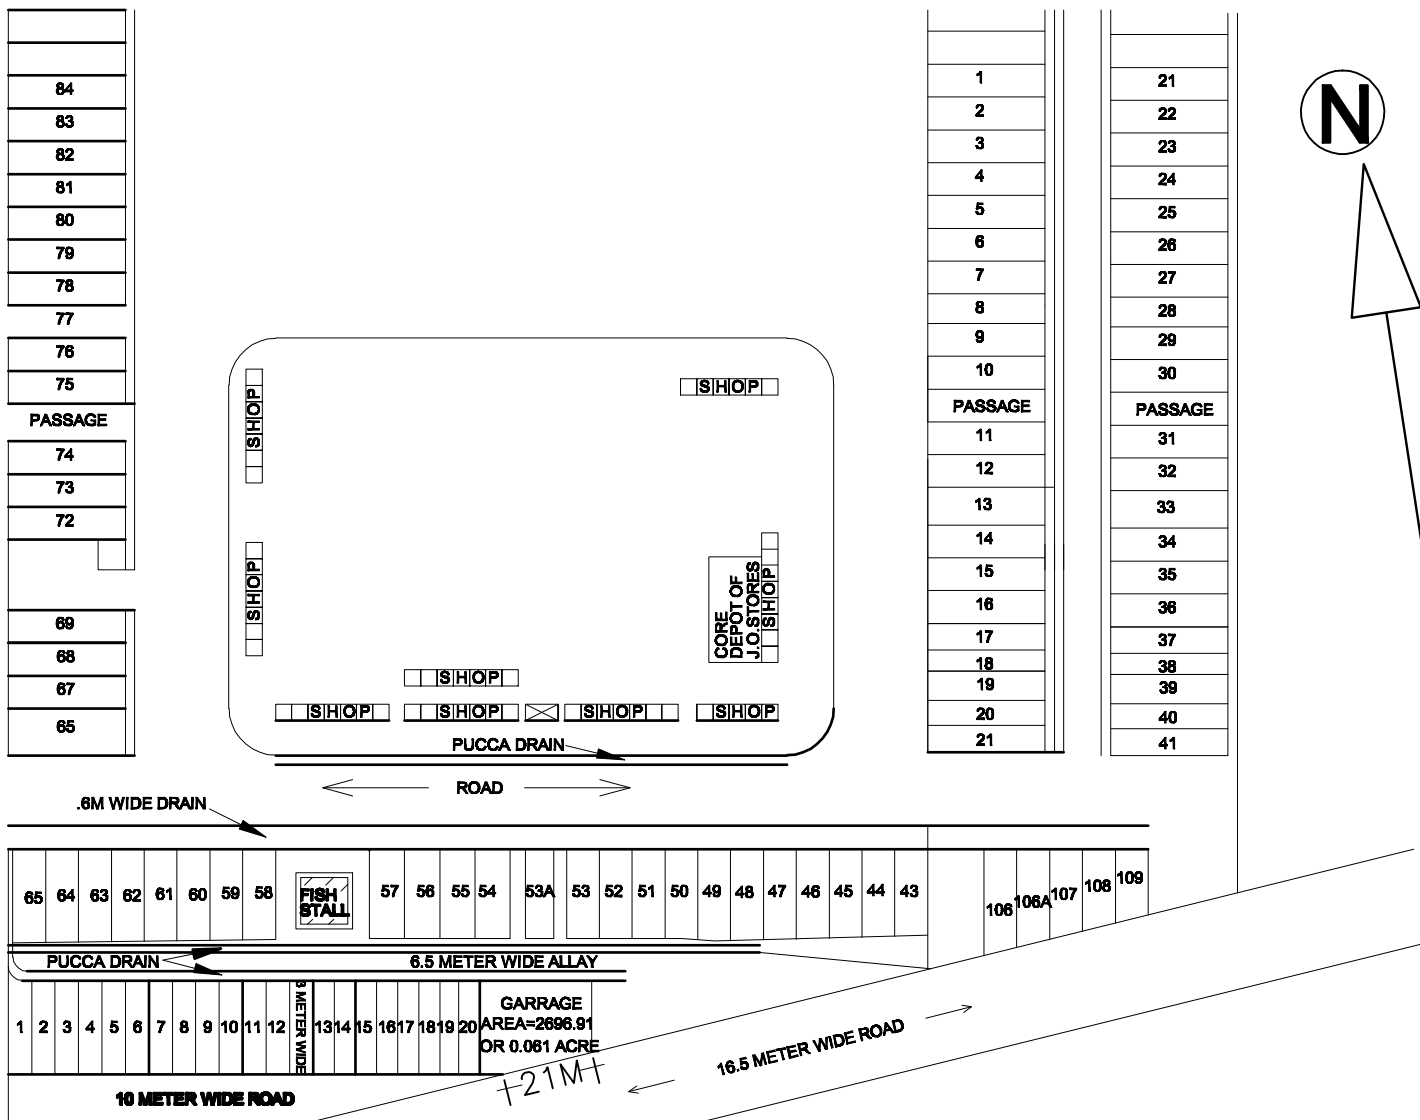 84
83
82
81
80
79
78
77
76
75
PASSAGE
74
73
72
69
68
67
65
1
2
3
4
5
6
7
8
9
10
PASSAGE
11
12
13
14
15
16
17
18
19
20
21
21
22
23
24
25
26
27
28
29
30
PASSAGE
31
32
33
34
35
36
37
38
39
40
41
N
SHOP
SHOP
SHOP
SHOP
CORE
DEPOT OF
J.O.STORES
SHOP
SHOP
SHOP
SHOP
SHOP
PUCCA DRAIN
ROAD
.6M WIDE DRAIN
65 64 63 62 61 60 59 58
FISH
STALL
57 56 55 54 53A 53 52 51 50 49 48 47 46 45 44 43
106 106A 107 108 109
PUCCA DRAIN
6.5 METER WIDE ALLAY
1 2 3 4 5 6 7 8 9 10 11 12
3 METER WIDE
13 14 15 16 17 18 19 20
GARRAGE
AREA=2696.91
OR 0.061 ACRE
21M
16.5 METER WIDE ROAD
10 METER WIDE ROAD